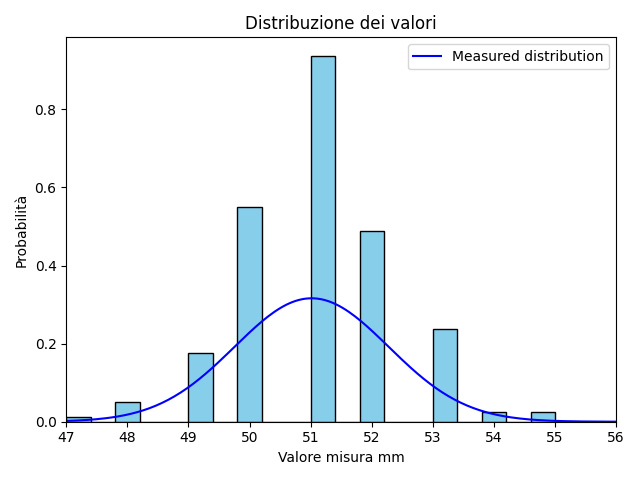 Distribuzione dei valori
Measured distribution
Probabilità
0.8
0.6
0.4
0.2
0.0
47 48 49 50 51 52 53 54 55 56
Valore misura mm